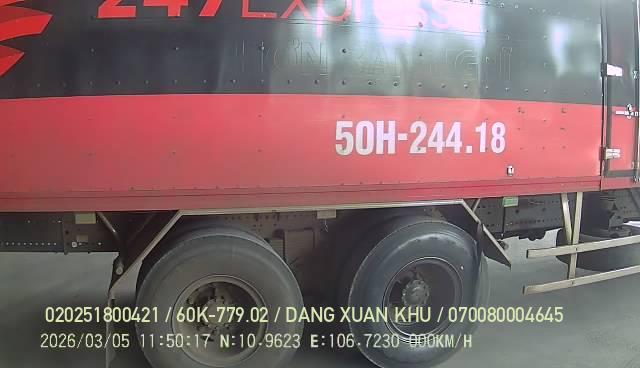 247Express
50H-244.18
020251800421 / 60K-779.02 / DANG XUAN KHU / 070080004645
2026/03/05 11:50:17 N:10.9623 E:106.7230 000KM/H